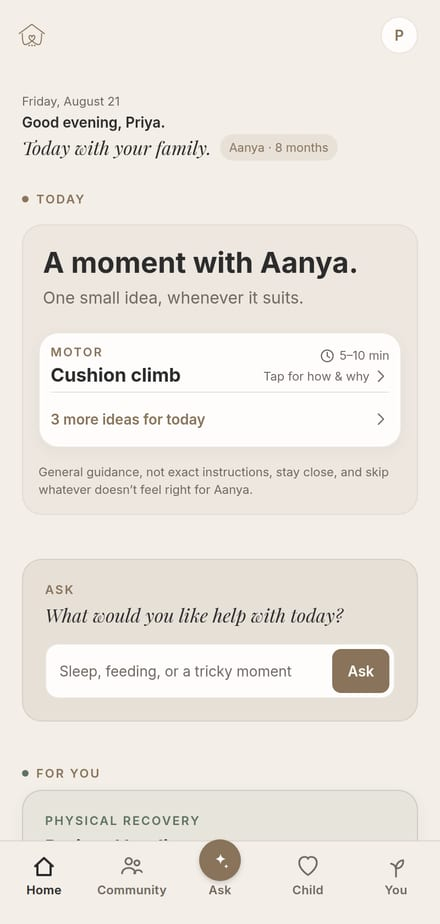 P
Friday, August 21
Good evening, Priya.
Today with your family.
Aanya · 8 months
TODAY
A moment with Aanya.
One small idea, whenever it suits.
MOTOR
5–10 min
Cushion climb
Tap for how & why
3 more ideas for today
General guidance, not exact instructions, stay close, and skip
whatever doesn’t feel right for Aanya.
ASK
What would you like help with today?
Sleep, feeding, or a tricky moment
Ask
FOR YOU
PHYSICAL RECOVERY
Home
Community
Ask
Child
You